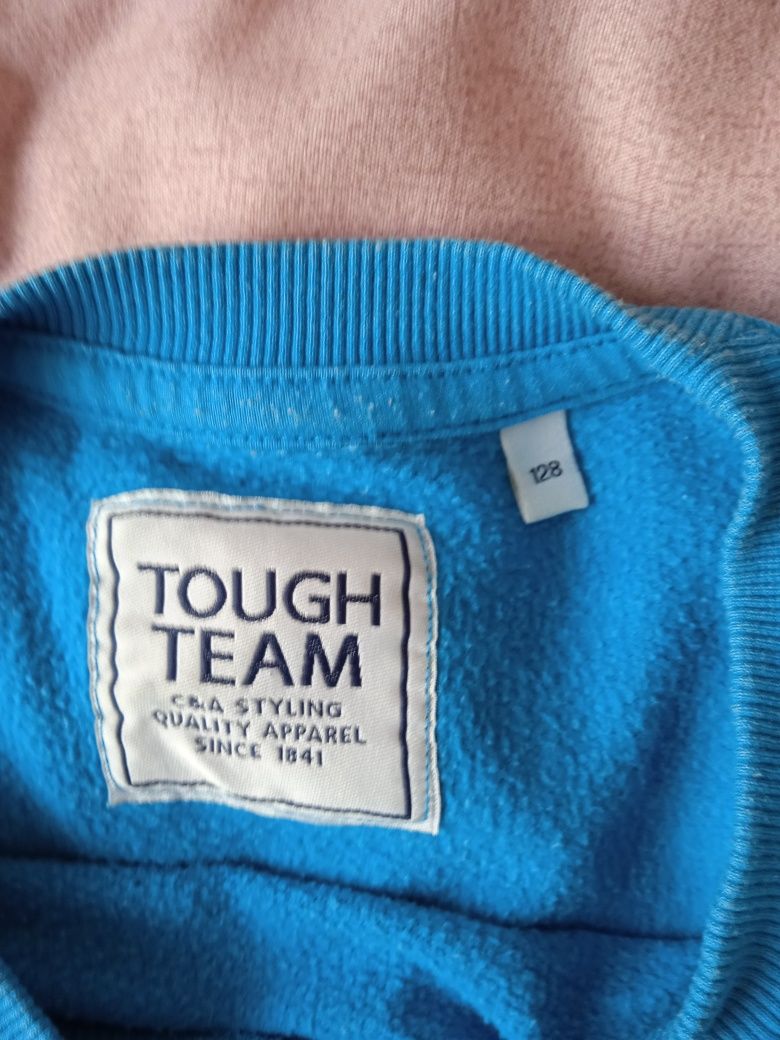 128
TOUGH
TEAM
C&A STYLING
QUALITY APPAREL
SINCE 1841